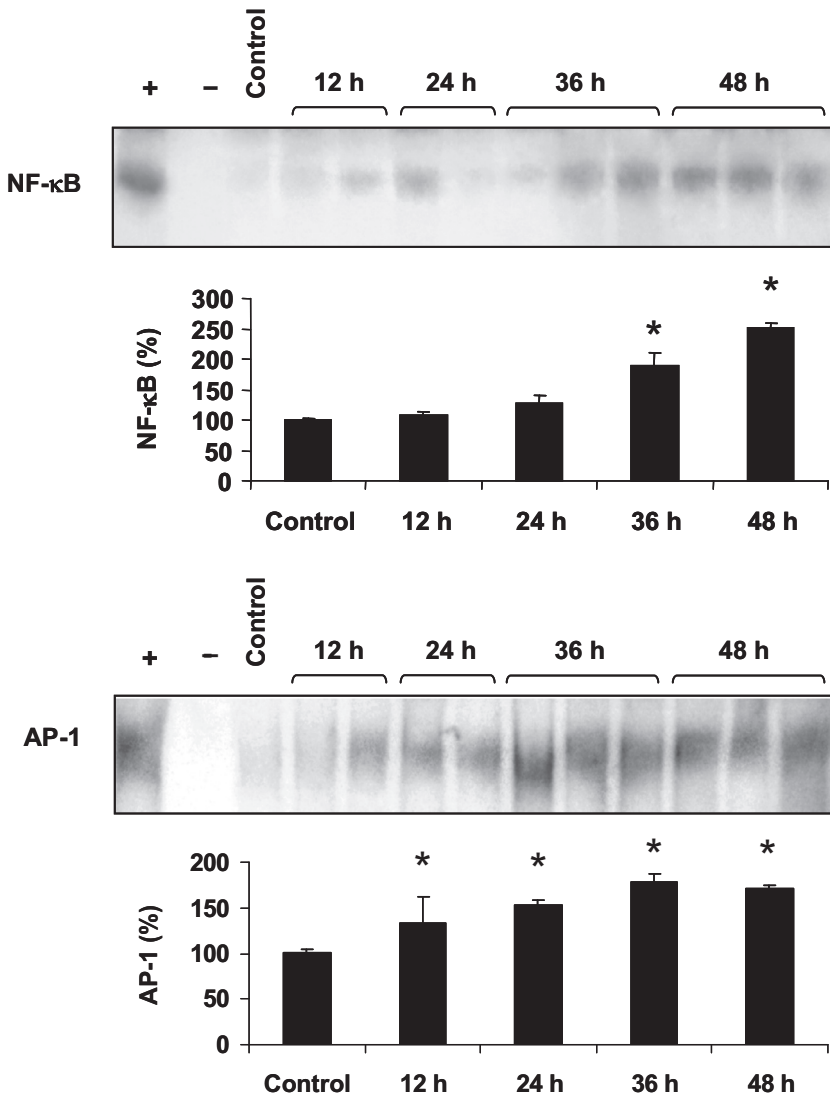 + – Control 12 h 24 h 36 h 48 h
NF-κB
* *
300
250
200
150
100
50
0
NF-κB (%)
Control 12 h 24 h 36 h 48 h
+ – Control 12 h 24 h 36 h 48 h
AP-1
* * * *
200
150
100
50
0
AP-1 (%)
Control 12 h 24 h 36 h 48 h